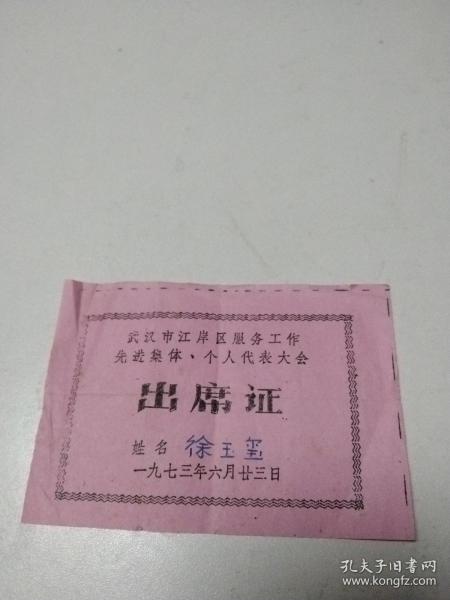 武汉市江岸区服务工作
先进集体、个人代表大会
出席证
姓名 徐玉玺
一九七三年六月廿三日
孔夫子旧书网
www.kongfz.com